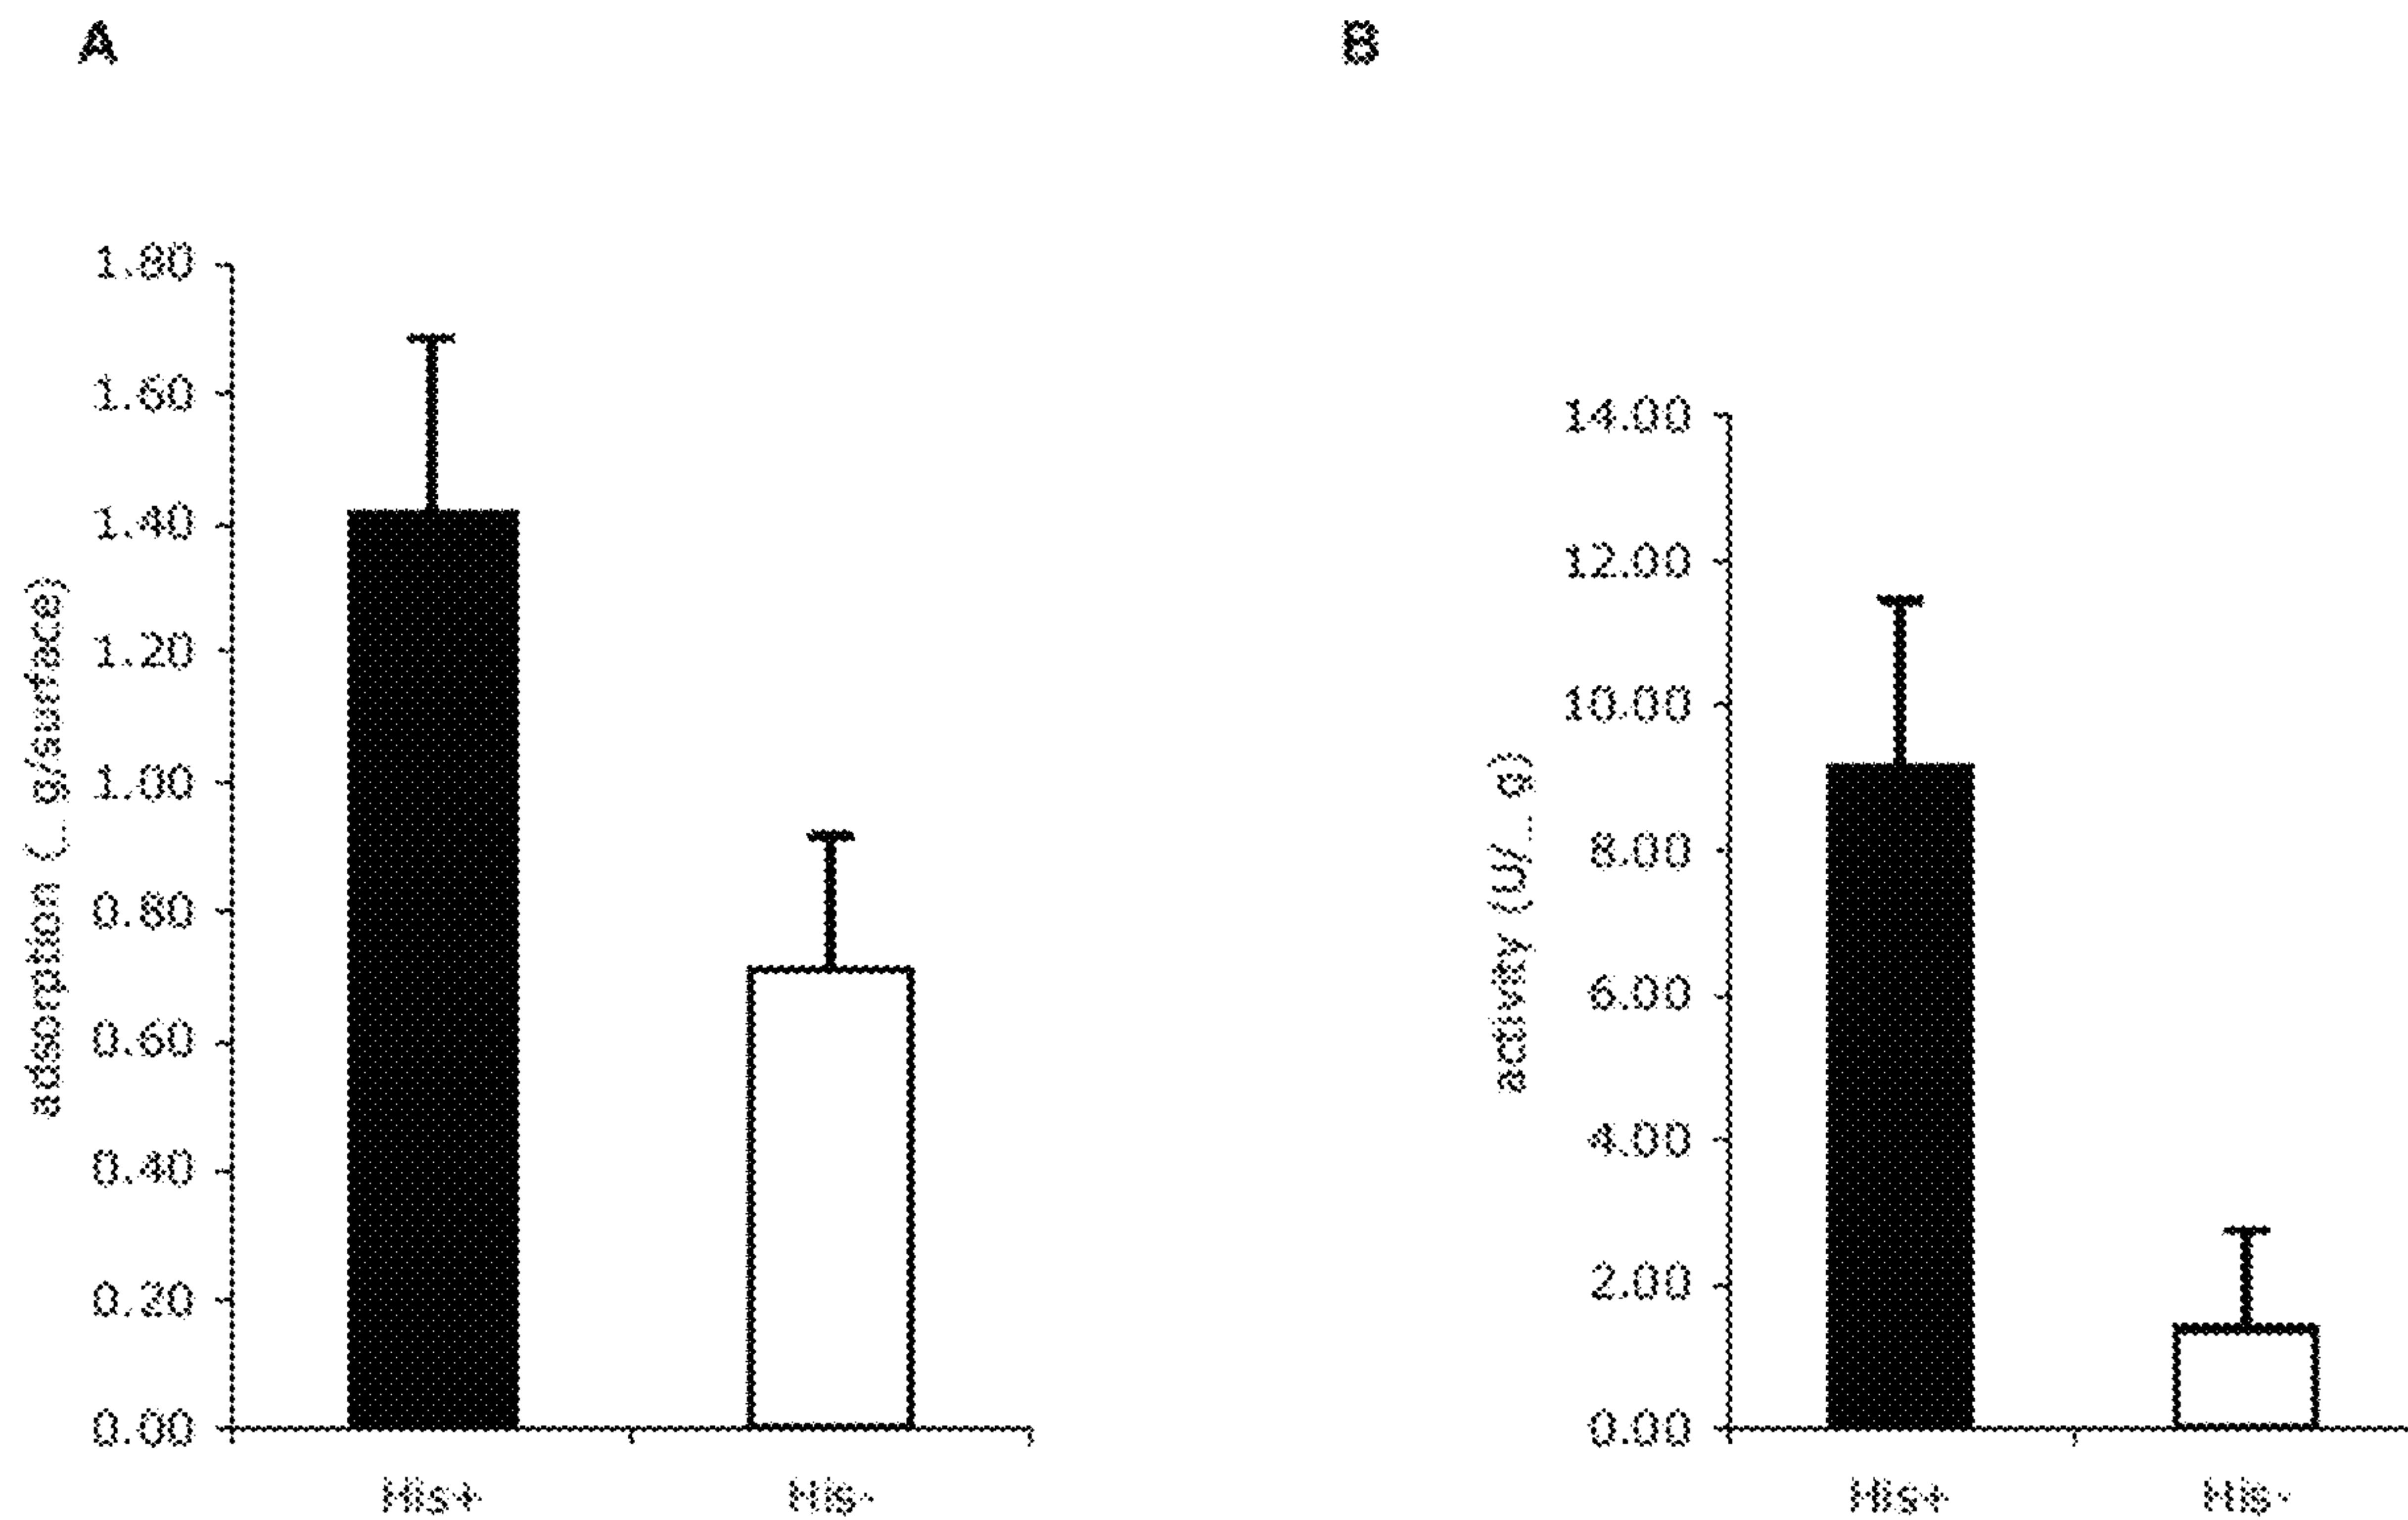 A
1.80
1.60
1.40
1.20
1.00
0.80
0.60
0.40
0.20
0.00
adsorption (... g/surface)
His+
His-
B
14.00
12.00
10.00
8.00
6.00
4.00
2.00
0.00
activity (U/... g)
His+
His-